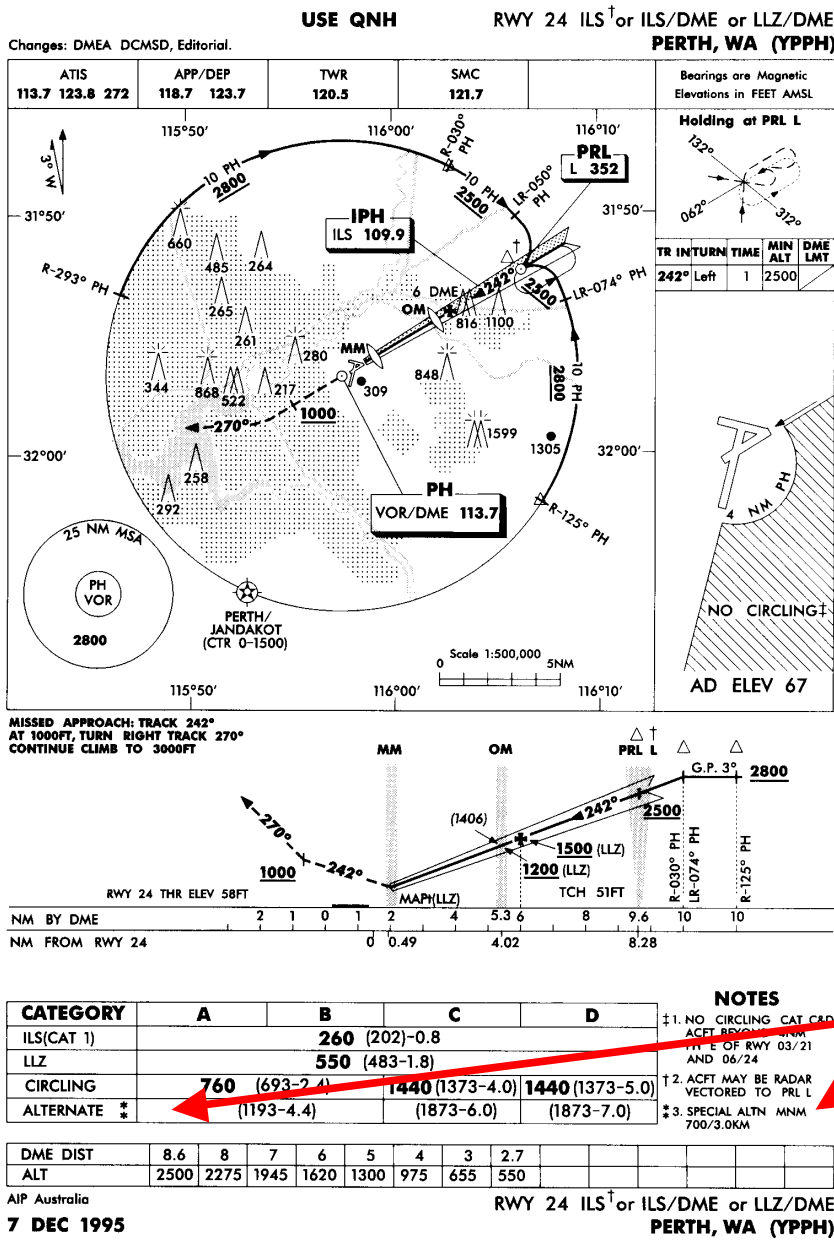 USE QNH
RWY 24 ILS† or ILS/DME or LLZ/DME
Changes: DMEA DCMSD, Editorial.
PERTH, WA (YPPH)
ATIS APP/DEP TWR SMC
113.7 123.8 272 118.7 123.7 120.5 121.7
Bearings are Magnetic
Elevations in FEET AMSL
115°50' 116°00' 116°10'
3° W
10 PH
2800
R-030° PH
10 PH
2500
LR-050° PH
PRL
L 352
31°50' 31°50'
IPH
ILS 109.9
660
485
264
R-293° PH
265
261
6 DME
242°
†
2500
LR-074° PH
OM
816
1100
MM
280
344
868
522
217
309
848
2800
10 PH
1000
270°
1599
1305
32°00' 32°00'
258
292
PH
VOR/DME 113.7
R-125° PH
25 NM MSA
PH
VOR
2800
PERTH/
JANDAKOT
(CTR 0-1500)
Scale 1:500,000
0 5NM
115°50' 116°00' 116°10'
Holding at PRL L
132°
062°
312°
TR IN TURN TIME MIN ALT DME LMT
242° Left 1 2500
4 NM PH
NO CIRCLING‡
AD ELEV 67
MISSED APPROACH: TRACK 242°
AT 1000FT, TURN RIGHT TRACK 270°
CONTINUE CLIMB TO 3000FT
MM OM PRL L †
G.P. 3° 2800
242°
2500
(1406)
1500 (LLZ)
1200 (LLZ)
270°
1000
242°
R-030° PH
LR-074° PH
R-125° PH
RWY 24 THR ELEV 58FT
MAPt(LLZ)
TCH 51FT
NM BY DME 2 1 0 1 2 4 5.3 6 8 9.6 10 10
NM FROM RWY 24 0 0.49 4.02 8.28
CATEGORY A B C D
ILS(CAT 1) 260 (202)-0.8
LLZ 550 (483-1.8)
CIRCLING 760 (693-2.4) 1440 (1373-4.0) 1440 (1373-5.0)
ALTERNATE ** (1193-4.4) (1873-6.0) (1873-7.0)
NOTES
‡1. NO CIRCLING CAT C&D
ACFT
E OF RWY 03/21
AND 06/24
†2. ACFT MAY BE RADAR
VECTORED TO PRL L
**3. SPECIAL ALTN MNM
700/3.0KM
DME DIST 8.6 8 7 6 5 4 3 2.7
ALT 2500 2275 1945 1620 1300 975 655 550
AIP Australia
RWY 24 ILS† or ILS/DME or LLZ/DME
7 DEC 1995
PERTH, WA (YPPH)